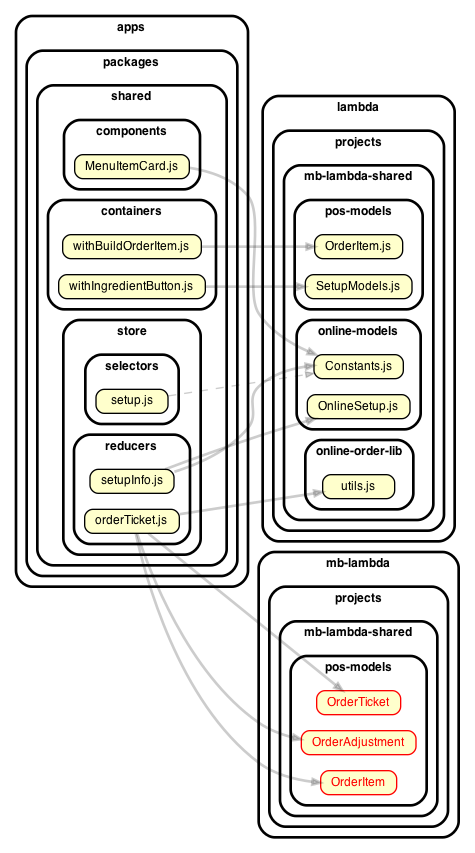 apps
packages
shared
components
MenuItemCard.js
containers
withBuildOrderItem.js
withIngredientButton.js
store
selectors
setup.js
reducers
setupInfo.js
orderTicket.js
lambda
projects
mb-lambda-shared
pos-models
OrderItem.js
SetupModels.js
online-models
Constants.js
OnlineSetup.js
online-order-lib
utils.js
mb-lambda
projects
mb-lambda-shared
pos-models
OrderTicket
OrderAdjustment
OrderItem